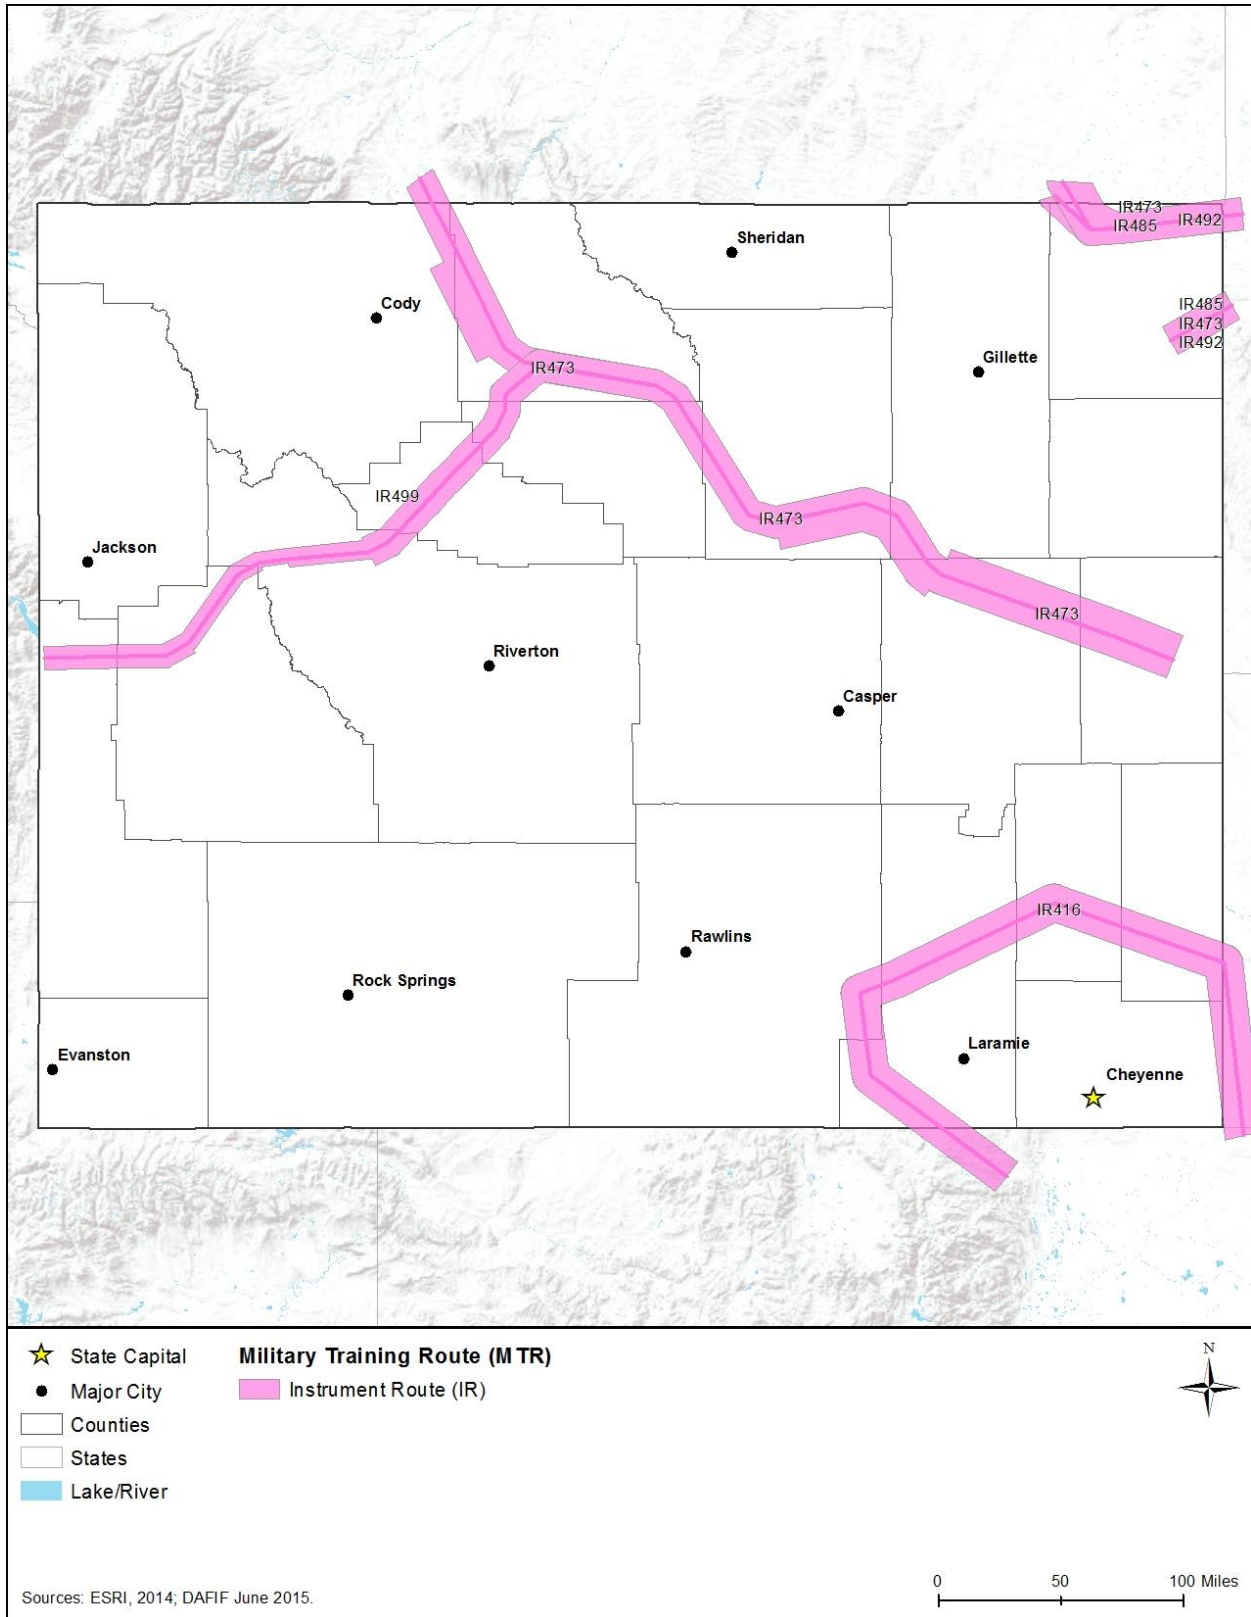 IR473
IR485
IR492
Sheridan
Cody
IR485
IR473
IR492
Gillette
IR473
IR499
IR473
Jackson
IR473
Riverton
Casper
IR416
Rawlins
Rock Springs
Laramie
Evanston
Cheyenne
State Capital
Major City
Counties
States
Lake/River
Military Training Route (MTR)
Instrument Route (IR)
N
Sources: ESRI, 2014; DAFIF June 2015.
0 50 100 Miles